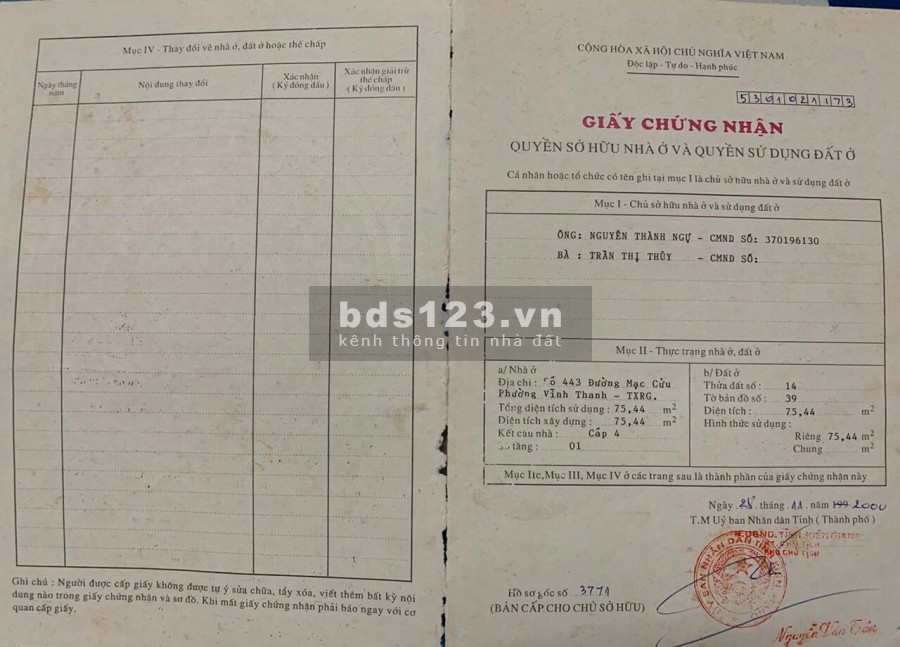 Mục IV - Thay đổi về nhà ở, đất ở hoặc thế chấp
Ngày tháng năm
Nội dung thay đổi
Xác nhận
( Ký đóng dấu )
Xác nhận giải trừ
thế chấp
( Ký đóng dấu )
Ghi chú : Người được cấp giấy không được tự ý sửa chữa, tẩy xóa, viết thêm bất kỳ nội
dung nào trong giấy chứng nhận và sơ đồ. Khi mất giấy chứng nhận phải báo ngay với cơ
quan cấp giấy.
CỘNG HÒA XÃ HỘI CHỦ NGHĨA VIỆT NAM
Độc lập - Tự do - Hạnh phúc
5301021173
GIẤY CHỨNG NHẬN
QUYỀN SỞ HỮU NHÀ Ở VÀ QUYỀN SỬ DỤNG ĐẤT Ở
Cá nhân hoặc tổ chức có tên ghi tại mục I là chủ sở hữu nhà ở và sử dụng đất ở
Mục I - Chủ sở hữu nhà ở và sử dụng đất ở
ÔNG: NGUYỄN THÀNH NGỰ - CMND SỐ: 370196130
BÀ : TRẦN THỊ THỦY - CMND SỐ:
bds123.vn
kênh thông tin nhà đất
Mục II - Thực trạng nhà ở, đất ở
a/ Nhà ở
Địa chỉ : Số 443 Đường Mạc Cửu
Phường Vĩnh Thanh - TXRG.
Tổng diện tích sử dụng : 75,44 m2
Diện tích xây dựng : 75,44 m2
Kết cấu nhà : Cấp 4
tầng : 01
b/ Đất ở
Thửa đất số : 14
Tờ bản đồ số : 39
Diện tích : 75,44 m2
Hình thức sử dụng :
Riêng 75,44 m2
Chung m2
Mục IIc, Mục III, Mục IV ở các trang sau là thành phần của giấy chứng nhận này
Ngày 28 tháng 11 năm 199 2000
T.M Uỷ ban Nhân dân Tỉnh ( Thành phố )
Hồ sơ gốc số 3771
(BẢN CẤP CHO CHỦ SỞ HỮU)
Nguyễn Văn